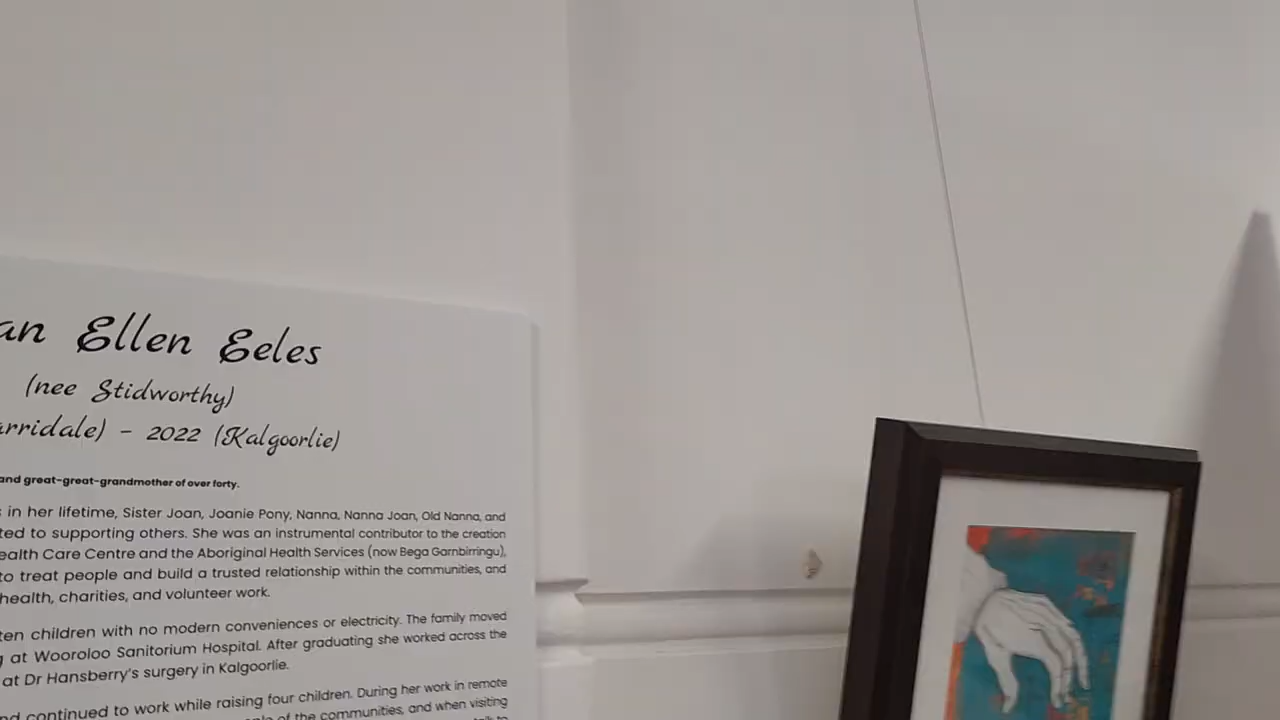 an Ellen Eeles
(nee Stidworthy)
arridale) - 2022 (Kalgoorlie)
and great-great-grandmother of over forty.
in her lifetime, Sister Joan, Joanie Pony, Nanna, Nanna Joan, Old Nanna, and
ted to supporting others. She was an instrumental contributor to the creation
ealth Care Centre and the Aboriginal Health Services (now Bega Garnbirringu),
to treat people and build a trusted relationship within the communities, and
health, charities, and volunteer work.
ten children with no modern conveniences or electricity. The family moved
g at Wooroloo Sanitorium Hospital. After graduating she worked across the
at Dr Hansberry's surgery in Kalgoorlie.
nd continued to work while raising four children. During her work in remote
of the communities, and when visiting